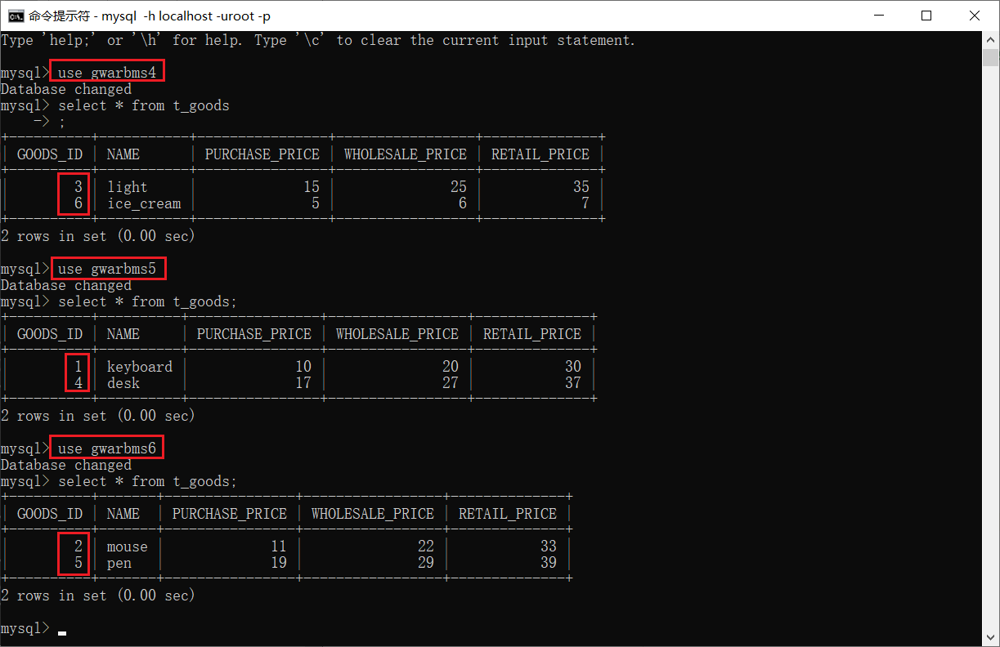 命令提示符 - mysql  -h localhost -uroot -p
Type 'help;' or '\h' for help. Type '\c' to clear the current input statement.
mysql> use gwarbms4
Database changed
mysql> select * from t_goods
    -> ;
+----------+-----------+----------------+-----------------+--------------+
| GOODS_ID | NAME      | PURCHASE_PRICE | WHOLESALE_PRICE | RETAIL_PRICE |
+----------+-----------+----------------+-----------------+--------------+
|        3 | light     |             15 |              25 |           35 |
|        6 | ice_cream |              5 |               6 |            7 |
+----------+-----------+----------------+-----------------+--------------+
2 rows in set (0.00 sec)
mysql> use gwarbms5
Database changed
mysql> select * from t_goods;
+----------+----------+----------------+-----------------+--------------+
| GOODS_ID | NAME     | PURCHASE_PRICE | WHOLESALE_PRICE | RETAIL_PRICE |
+----------+----------+----------------+-----------------+--------------+
|        1 | keyboard |             10 |              20 |           30 |
|        4 | desk     |             17 |              27 |           37 |
+----------+----------+----------------+-----------------+--------------+
2 rows in set (0.00 sec)
mysql> use gwarbms6
Database changed
mysql> select * from t_goods;
+----------+-------+----------------+-----------------+--------------+
| GOODS_ID | NAME  | PURCHASE_PRICE | WHOLESALE_PRICE | RETAIL_PRICE |
+----------+-------+----------------+-----------------+--------------+
|        2 | mouse |             11 |              22 |           33 |
|        5 | pen   |             19 |              29 |           39 |
+----------+-------+----------------+-----------------+--------------+
2 rows in set (0.00 sec)
mysql>